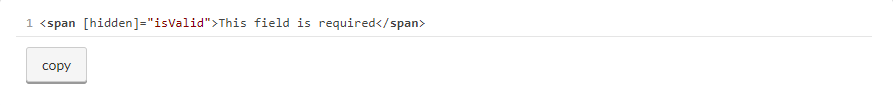 1 <span [hidden]="isValid">This field is required</span>
copy